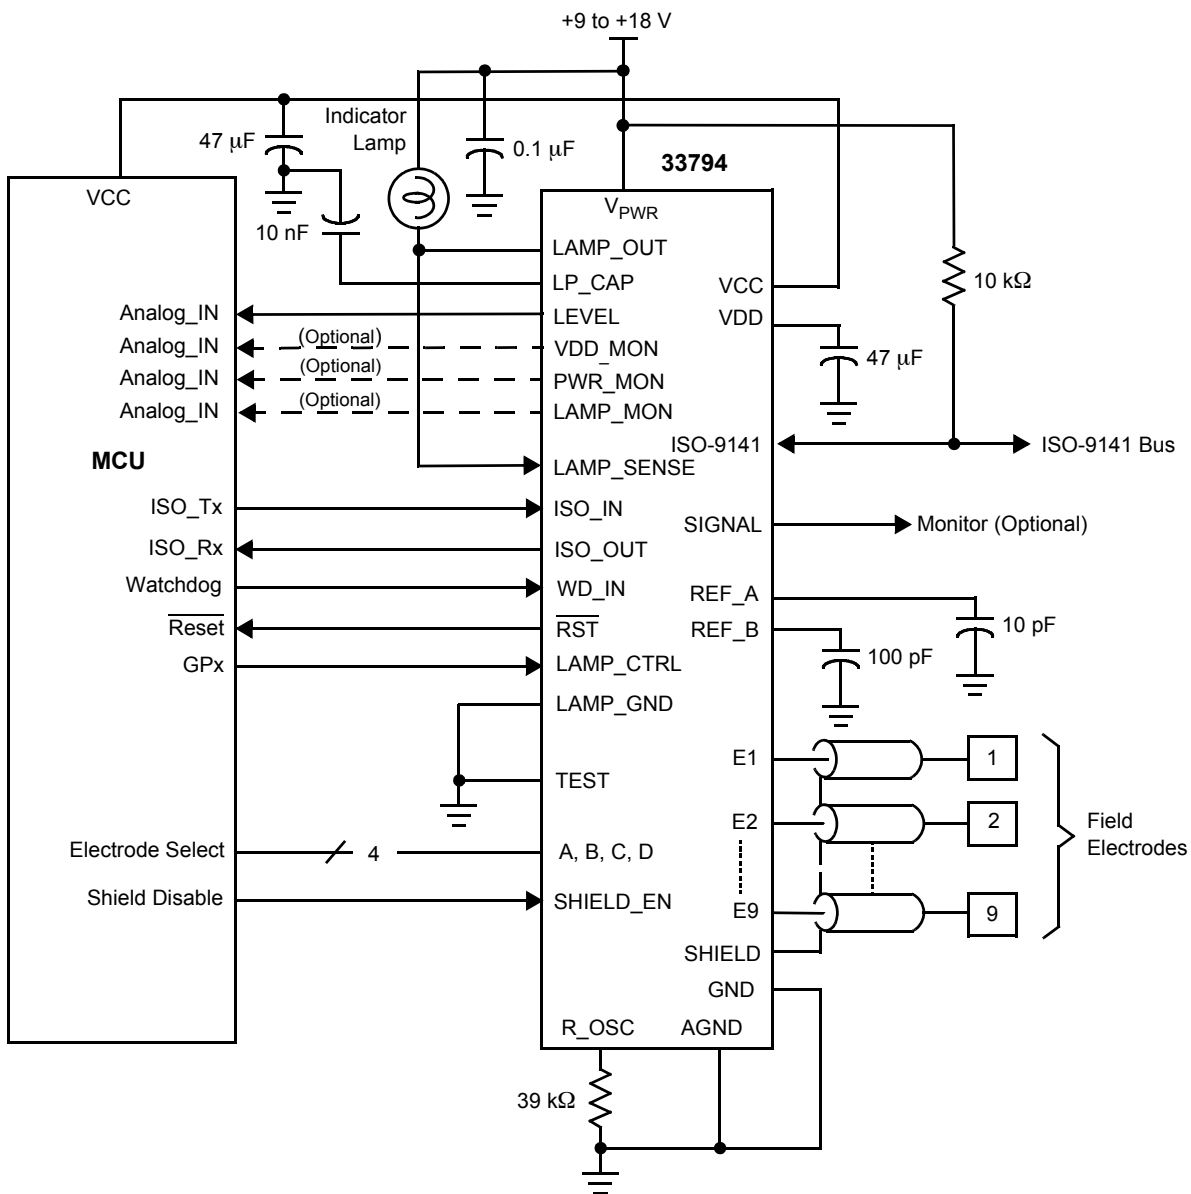 +9 to +18 V
Indicator
Lamp
47 μF
0.1 μF
33794
VCC
VPWR
10 nF
LAMP_OUT
LP_CAP
VCC
10 kΩ
Analog_IN
LEVEL
VDD
Analog_IN
(Optional)
VDD_MON
47 μF
Analog_IN
(Optional)
PWR_MON
Analog_IN
(Optional)
LAMP_MON
ISO-9141
ISO-9141 Bus
MCU
LAMP_SENSE
ISO_Tx
ISO_IN
SIGNAL
Monitor (Optional)
ISO_Rx
ISO_OUT
Watchdog
WD_IN
REF_A
10 pF
Reset
RST
REF_B
100 pF
GPx
LAMP_CTRL
LAMP_GND
E1
1
TEST
E2
2
Field
Electrodes
Electrode Select
4
A, B, C, D
Shield Disable
SHIELD_EN
E9
9
SHIELD
GND
R_OSC
AGND
39 kΩ